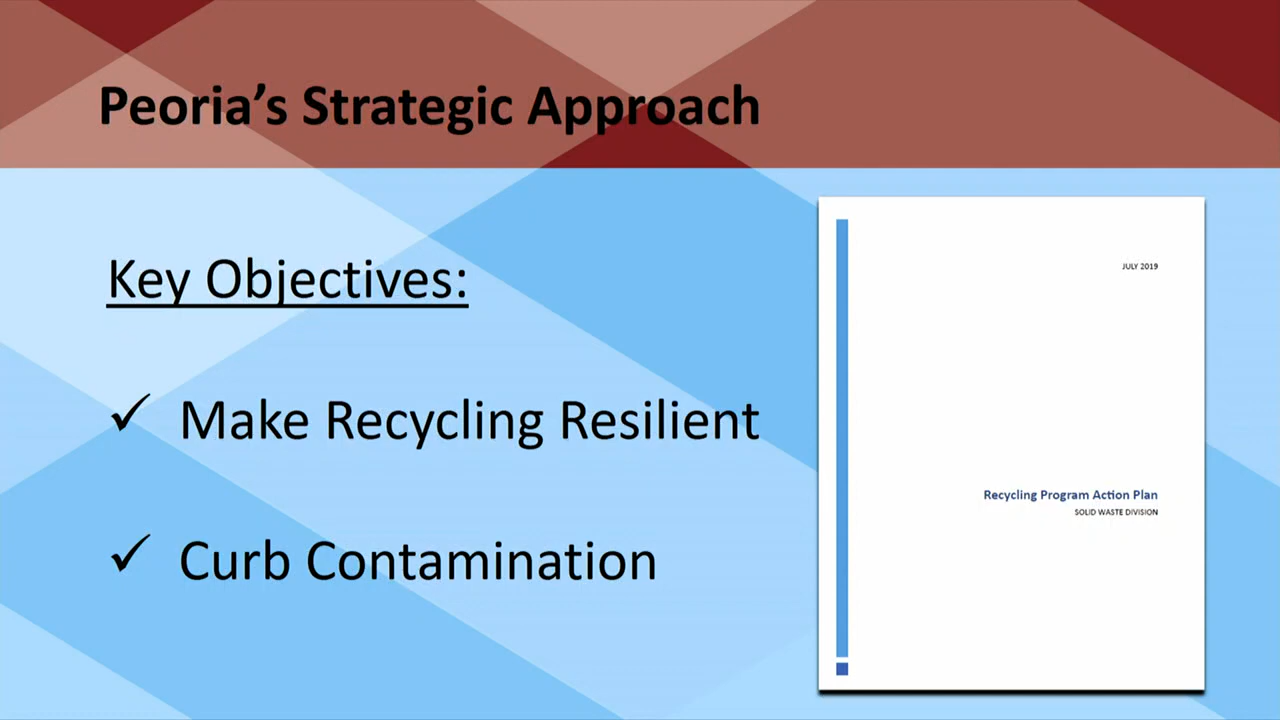 Peoria’s Strategic Approach
Key Objectives:
✓ Make Recycling Resilient
✓ Curb Contamination
JULY 2019
Recycling Program Action Plan
SOLID WASTE DIVISION